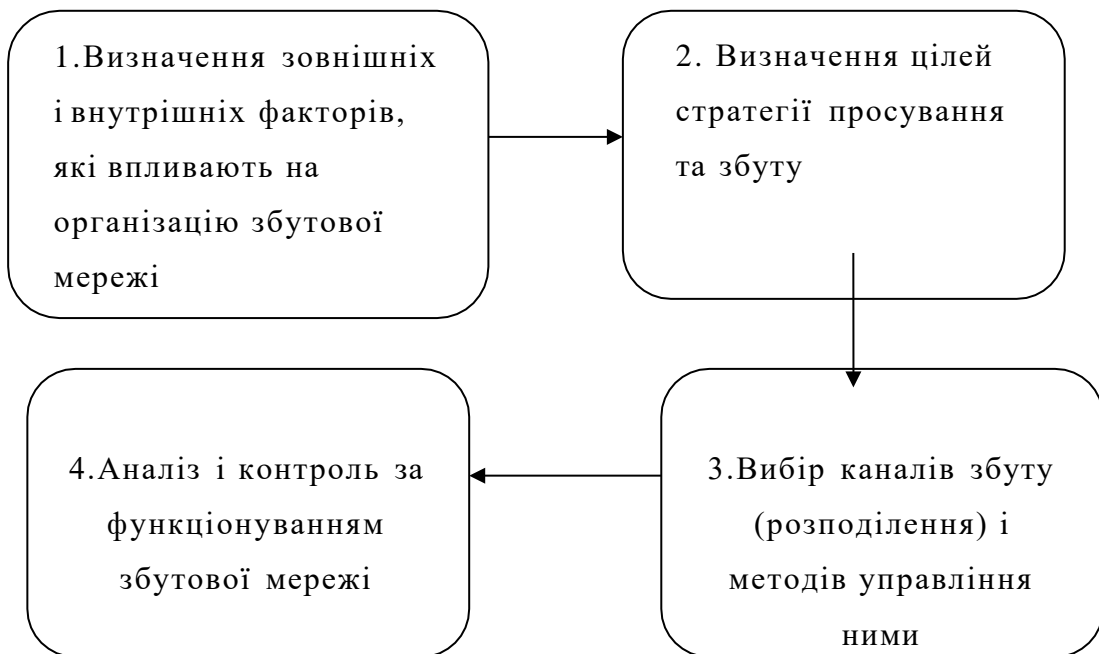 1.Визначення зовнішніх
і внутрішніх факторів,
які впливають на
організацію збутової
мережі
2. Визначення цілей
стратегії просування
та збуту
3.Вибір каналів збуту
(розподілення) і
методів управління
ними
4.Аналіз і контроль за
функціонуванням
збутової мережі